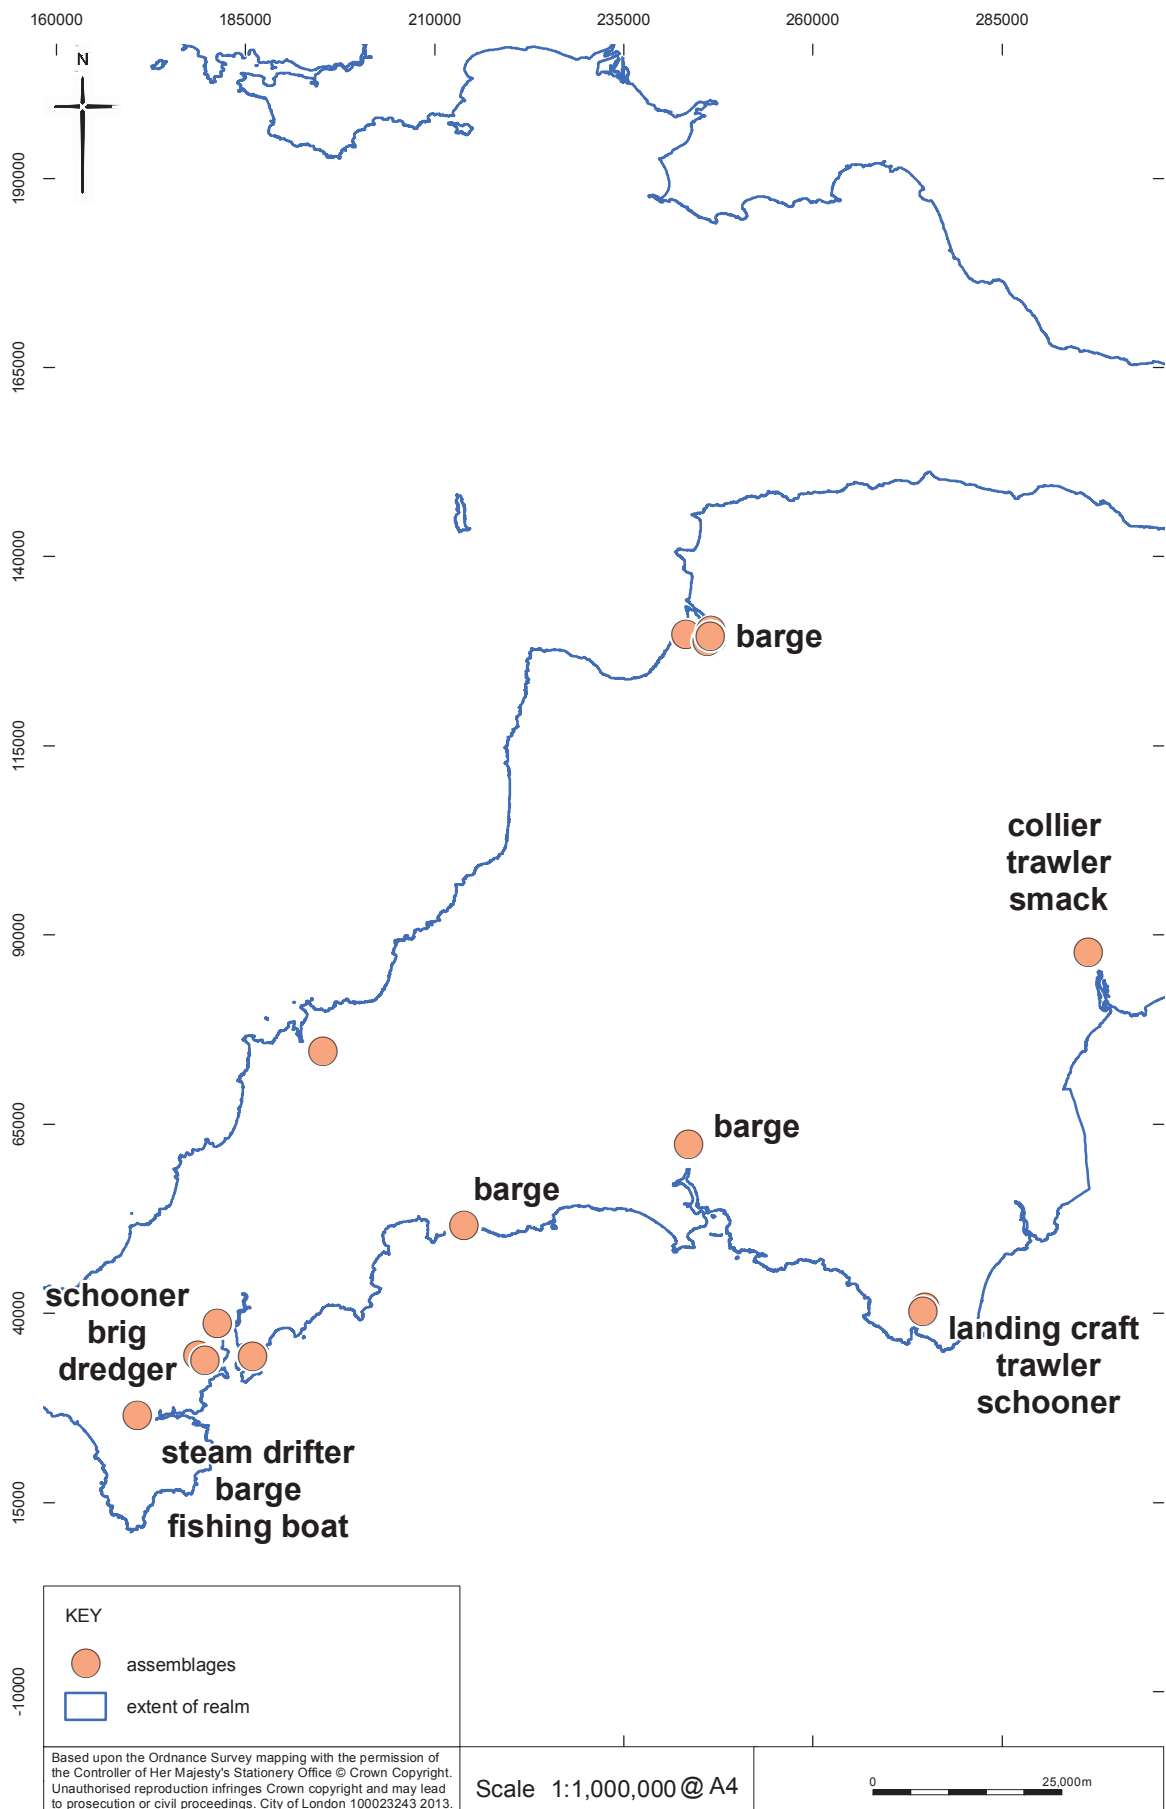 160000 185000 210000 235000 260000 285000
N
190000
165000
140000
115000
90000
65000
40000
15000
-10000
barge
collier
trawler
smack
barge
barge
schooner
brig
dredger
landing craft
trawler
schooner
steam drifter
barge
fishing boat
KEY
assemblages
extent of realm
Based upon the Ordnance Survey mapping with the permission of
the Controller of Her Majesty's Stationery Office © Crown Copyright.
Unauthorised reproduction infringes Crown copyright and may lead
to prosecution or civil proceedings. City of London 100023243 2013.
Scale 1:1,000,000 @ A4
0 25,000m